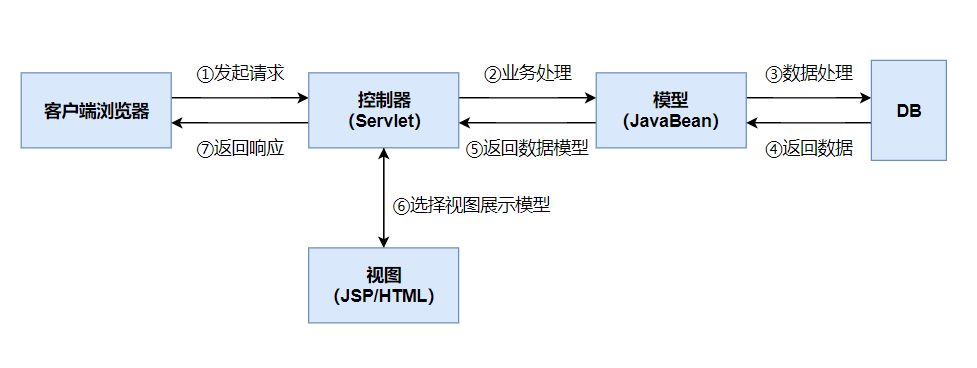 ①发起请求
②业务处理
③数据处理
客户端浏览器
控制器
（Servlet）
模型
（JavaBean）
DB
⑦返回响应
⑤返回数据模型
④返回数据
⑥选择视图展示模型
视图
（JSP/HTML）